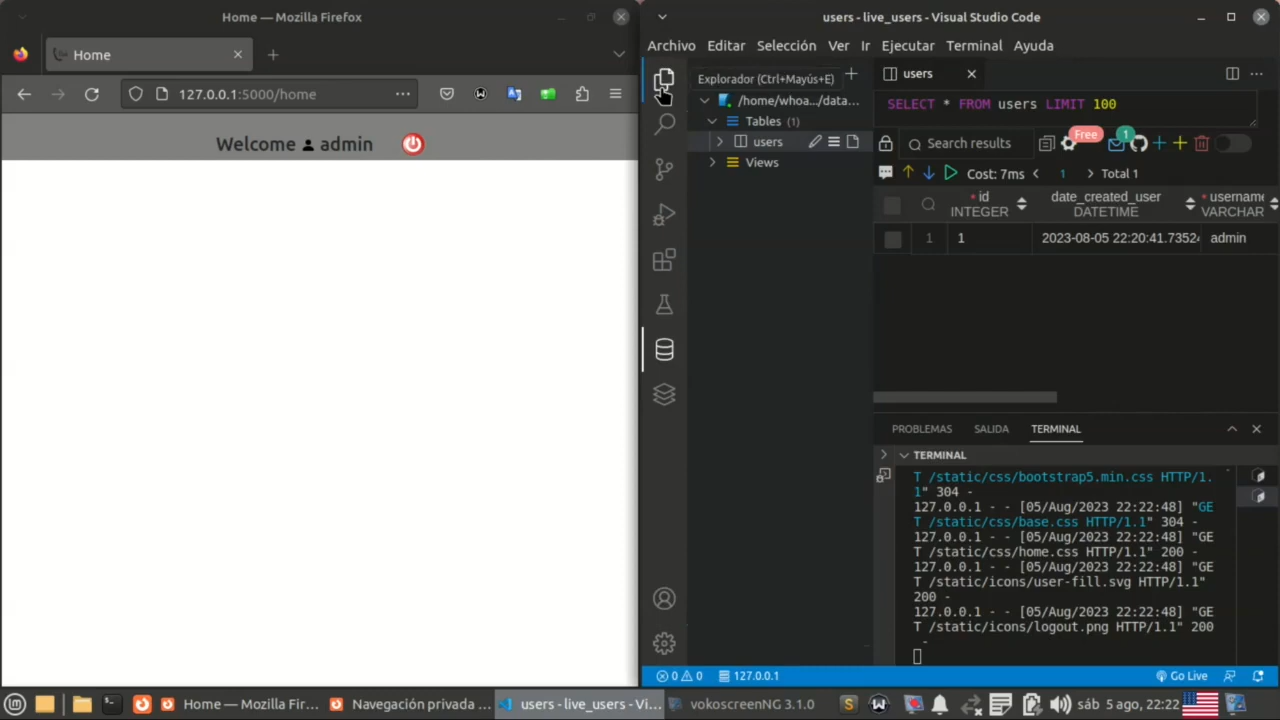 Home — Mozilla Firefox
Home
127.0.0.1:5000/home
Welcome admin
users - live_users - Visual Studio Code
Archivo Editar Selección Ver Ir Ejecutar Terminal Ayuda
Explorador (Ctrl+Mayús+E)
/home/whoa.../data...
Tables (1)
users
Views
users
SELECT * FROM users LIMIT 100
Search results
Free
1
Cost: 7ms < 1 > Total 1
* id
INTEGER
date_created_user
DATETIME
* username
VARCHAR
1 1 2023-08-05 22:20:41.7352 admin
PROBLEMAS SALIDA TERMINAL
TERMINAL
T /static/css/bootstrap5.min.css HTTP/1.
1" 304 -
127.0.0.1 - - [05/Aug/2023 22:22:48] "GE
T /static/css/base.css HTTP/1.1" 304 -
127.0.0.1 - - [05/Aug/2023 22:22:48] "GE
T /static/css/home.css HTTP/1.1" 200 -
127.0.0.1 - - [05/Aug/2023 22:22:48] "GE
T /static/icons/user-fill.svg HTTP/1.1"
200 -
127.0.0.1 - - [05/Aug/2023 22:22:48] "GE
T /static/icons/logout.png HTTP/1.1" 200
-
0 0 127.0.0.1
Go Live
Home — Mozilla Fir...
Navegación privada ...
users - live_users - Vi...
vokoscreenNG 3.1.0
sáb 5 ago, 22:22